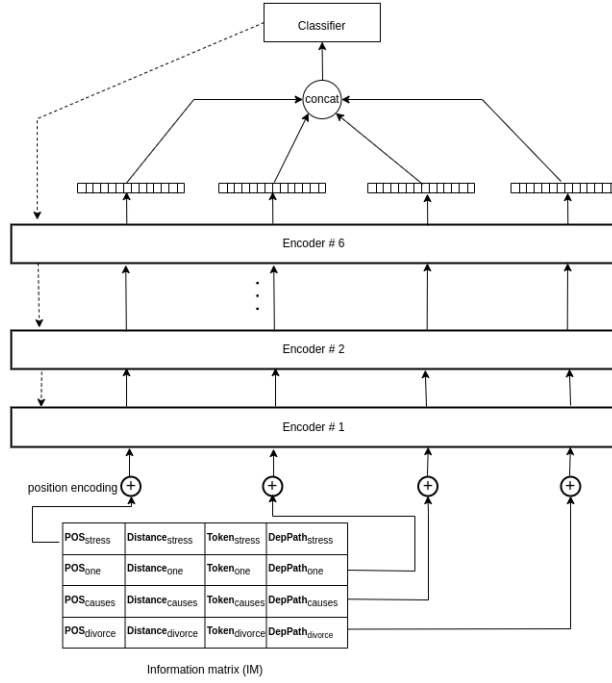 Classifier
concat
Encoder # 6
. . .
Encoder # 2
Encoder # 1
position encoding + + + +
POSstress Distancestress Tokenstress DepPathstress
POSone Distanceone Tokenone DepPathone
POScauses Distancecauses Tokencauses DepPathcauses
POSdivorce Distancedivorce Tokendivorce DepPathdivorce
Information matrix (IM)